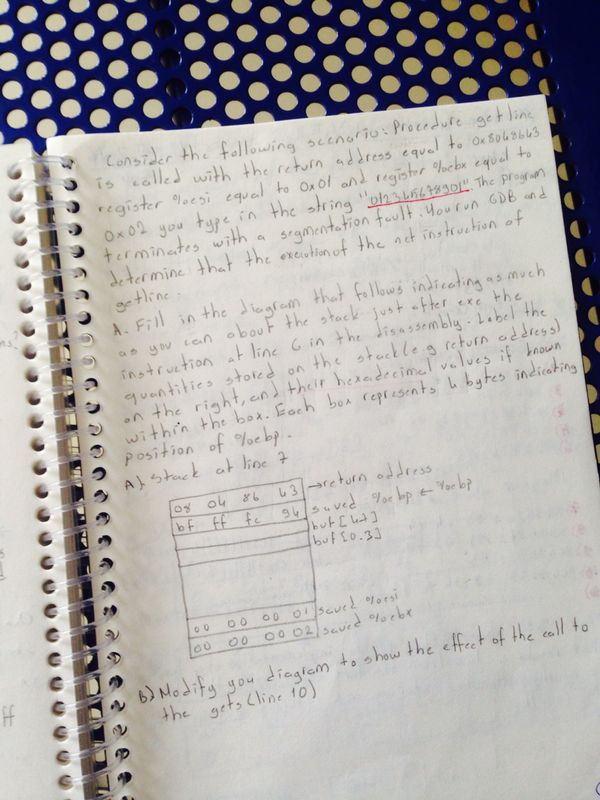 Consider the following scenario: Procedure getline
is called with the return address equal to 0x8048643
register %esi equal to 0x01 and register %ebx equal to
0x02 you type in the string "012345678901". The program
terminates with a segmentation fault. You run GDB and
determine that the execution of the net instruction of
getline.
A. Fill in the diagram that follows indicating as much
as you can about the stack just after exe the
instruction at line 6 in the disassembly. Label the
quantities stored on the stack (e.g return address)
on the right, and their hexadecimal values if known
within the box. Each box represents 4 bytes indicating
position of %ebp.
A). Stack at line 7
08 04 86 43 → return address
bf ff fc 94 saved %ebp ← %ebp
buf [4.7]
buf [0.3]
00 00 00 01 saved %esi
00 00 00 02 saved %ebx
B) Modify you diagram to show the effect of the call to
the gets (line 10)
ff